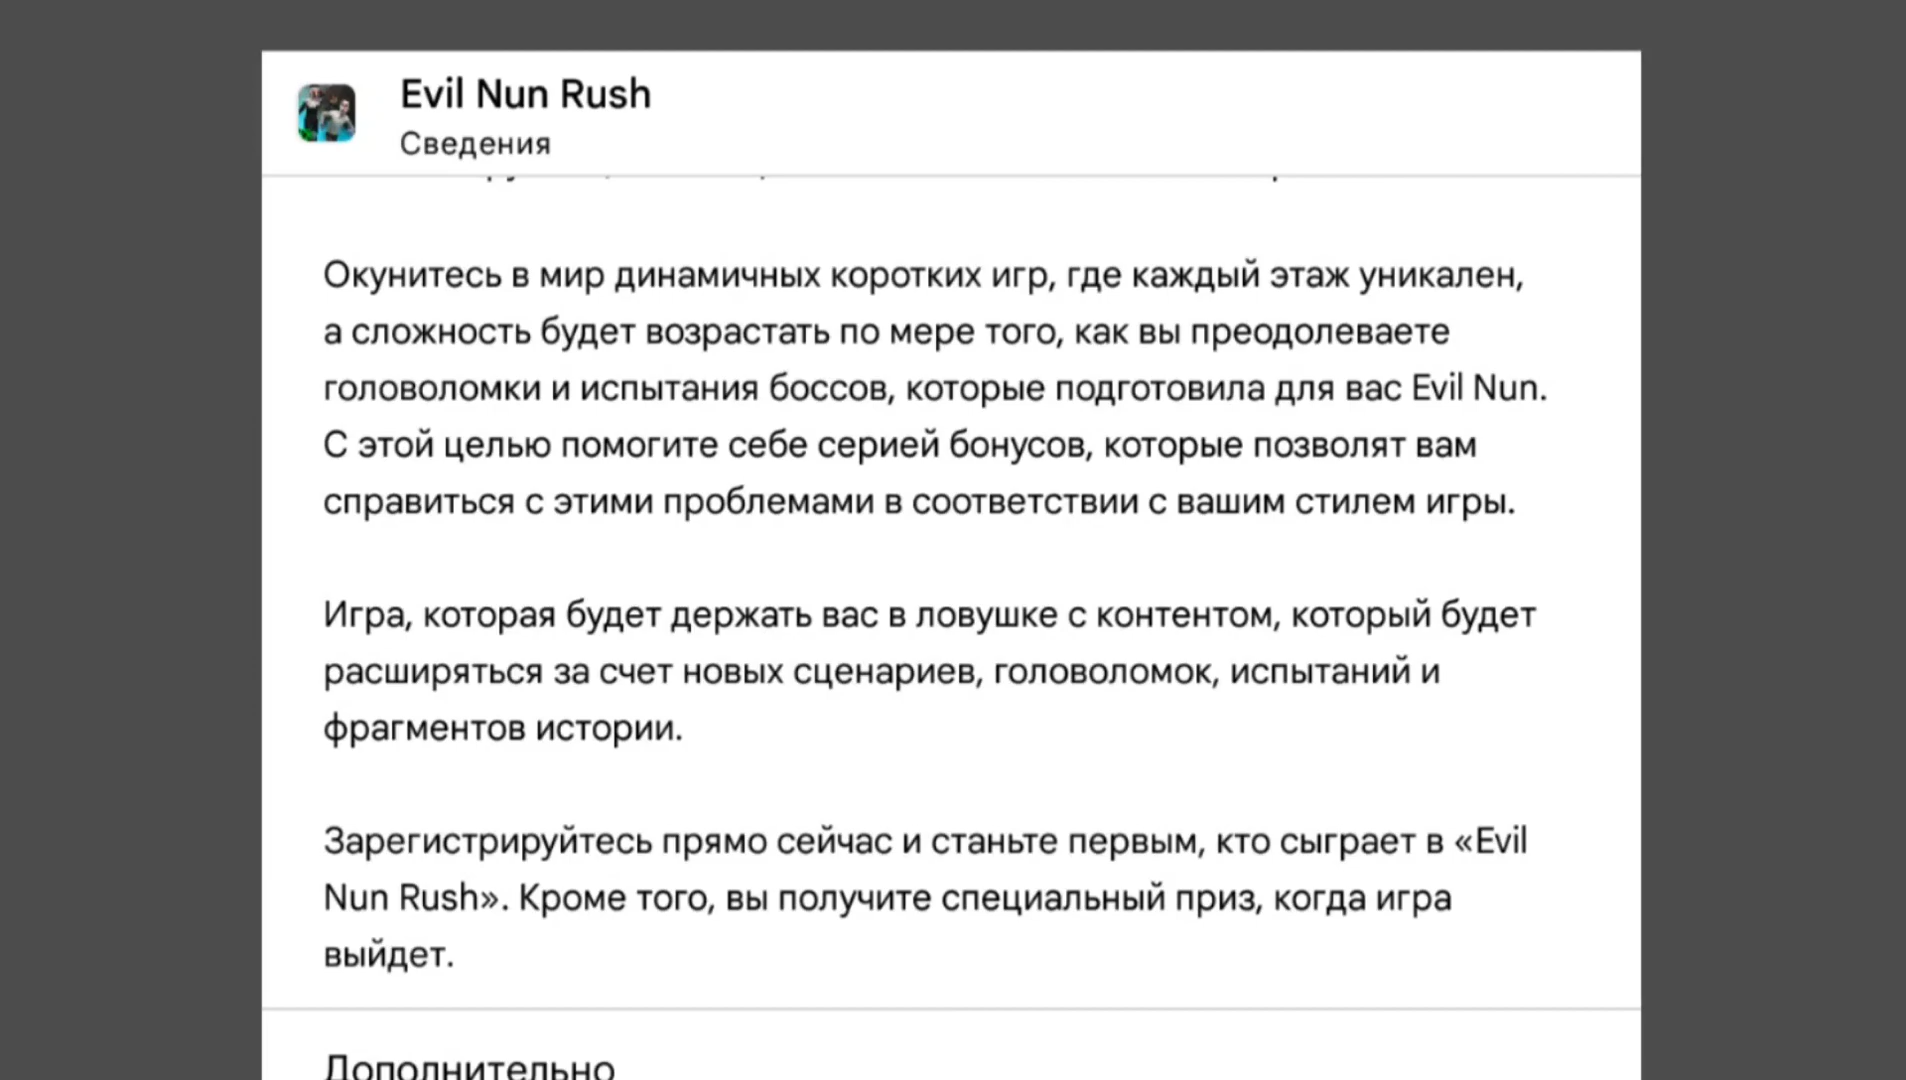 Evil Nun Rush
Сведения
Окунитесь в мир динамичных коротких игр, где каждый этаж уникален,
а сложность будет возрастать по мере того, как вы преодолеваете
головоломки и испытания боссов, которые подготовила для вас Evil Nun.
С этой целью помогите себе серией бонусов, которые позволят вам
справиться с этими проблемами в соответствии с вашим стилем игры.
Игра, которая будет держать вас в ловушке с контентом, который будет
расширяться за счет новых сценариев, головоломок, испытаний и
фрагментов истории.
Зарегистрируйтесь прямо сейчас и станьте первым, кто сыграет в «Evil
Nun Rush». Кроме того, вы получите специальный приз, когда игра
выйдет.
Дополнительно